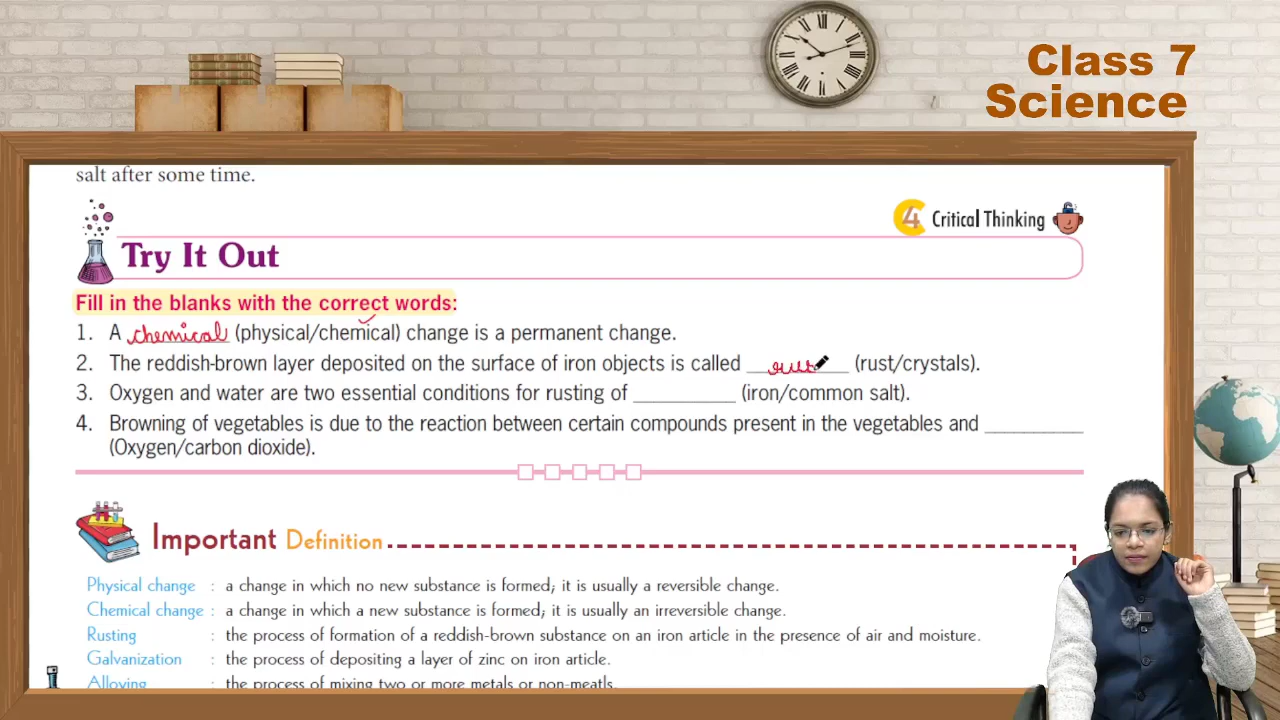 Class 7
Science
salt after some time.
4 Critical Thinking
Try It Out
Fill in the blanks with the correct words:
1. A chemical (physical/chemical) change is a permanent change.
2. The reddish-brown layer deposited on the surface of iron objects is called ________ (rust/crystals).
3. Oxygen and water are two essential conditions for rusting of __________ (iron/common salt).
4. Browning of vegetables is due to the reaction between certain compounds present in the vegetables and __________
(Oxygen/carbon dioxide).
Important Definition
Physical change : a change in which no new substance is formed; it is usually a reversible change.
Chemical change : a change in which a new substance is formed; it is usually an irreversible change.
Rusting : the process of formation of a reddish-brown substance on an iron article in the presence of air and moisture.
Galvanization : the process of depositing a layer of zinc on iron article.
Alloying : the process of mixing two or more metals or non-meatls.